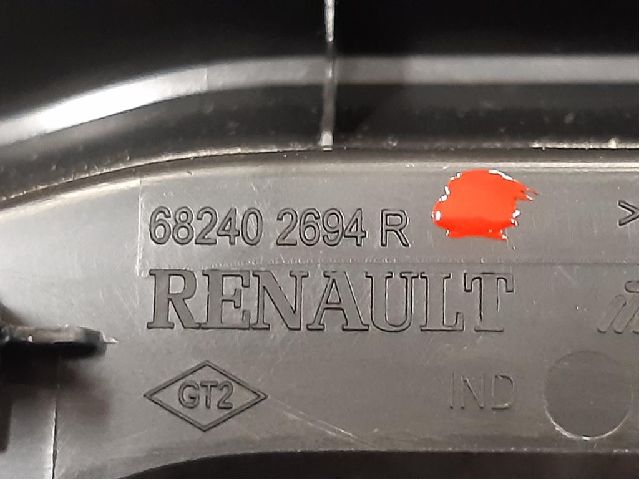 68240 2694 R
>
RENAULT
GT2
IND